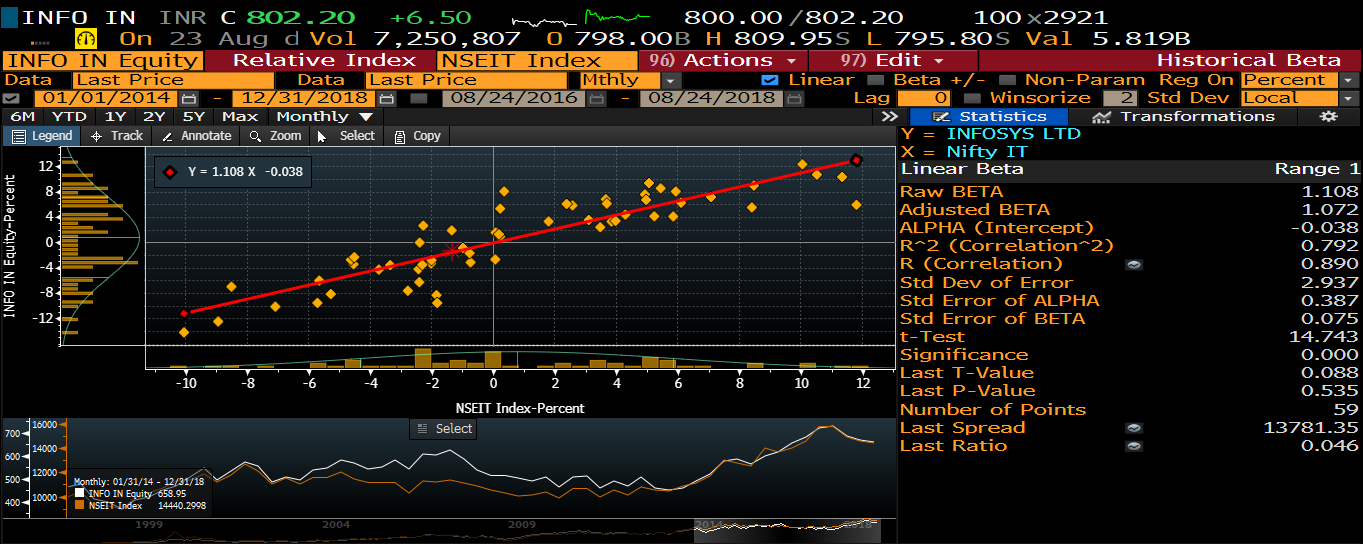 INFO IN INR C 802.20 +6.50 800.00/802.20 100x2921
On 23 Aug d Vol 7,250,807 O 798.00B H 809.95S L 795.80S Val 5.819B
INFO IN Equity Relative Index NSEIT Index 96) Actions 97) Edit Historical Beta
Data Last Price Data Last Price Mthly Linear Beta +/- Non-Param Reg On Percent
01/01/2014 - 12/31/2018 08/24/2016 - 08/24/2018 Lag 0 Winsorize 2 Std Dev Local
6M YTD 1Y 2Y 5Y Max Monthly ▼ >> Statistics Transformations
Legend Track Annotate Zoom Select Copy
Y = INFOSYS LTD
X = Nifty IT
Linear Beta Range 1
Raw BETA 1.108
Adjusted BETA 1.072
ALPHA (Intercept) -0.038
R^2 (Correlation^2) 0.792
R (Correlation) 0.890
Std Dev of Error 2.937
Std Error of ALPHA 0.387
Std Error of BETA 0.075
t-Test 14.743
Significance 0.000
Last T-Value 0.088
Last P-Value 0.535
Number of Points 59
Last Spread 13781.35
Last Ratio 0.046
Y = 1.108 X -0.038
INFO IN Equity-Percent
12
8
4
0
-4
-8
-12
-10 -8 -6 -4 -2 0 2 4 6 8 10 12
NSEIT Index-Percent
Select
700
600
500
400
16000
14000
12000
10000
Monthly: 01/31/14 - 12/31/18
INFO IN Equity 658.95
NSEIT Index 14440.2998
1999 2004 2009 2014 2018